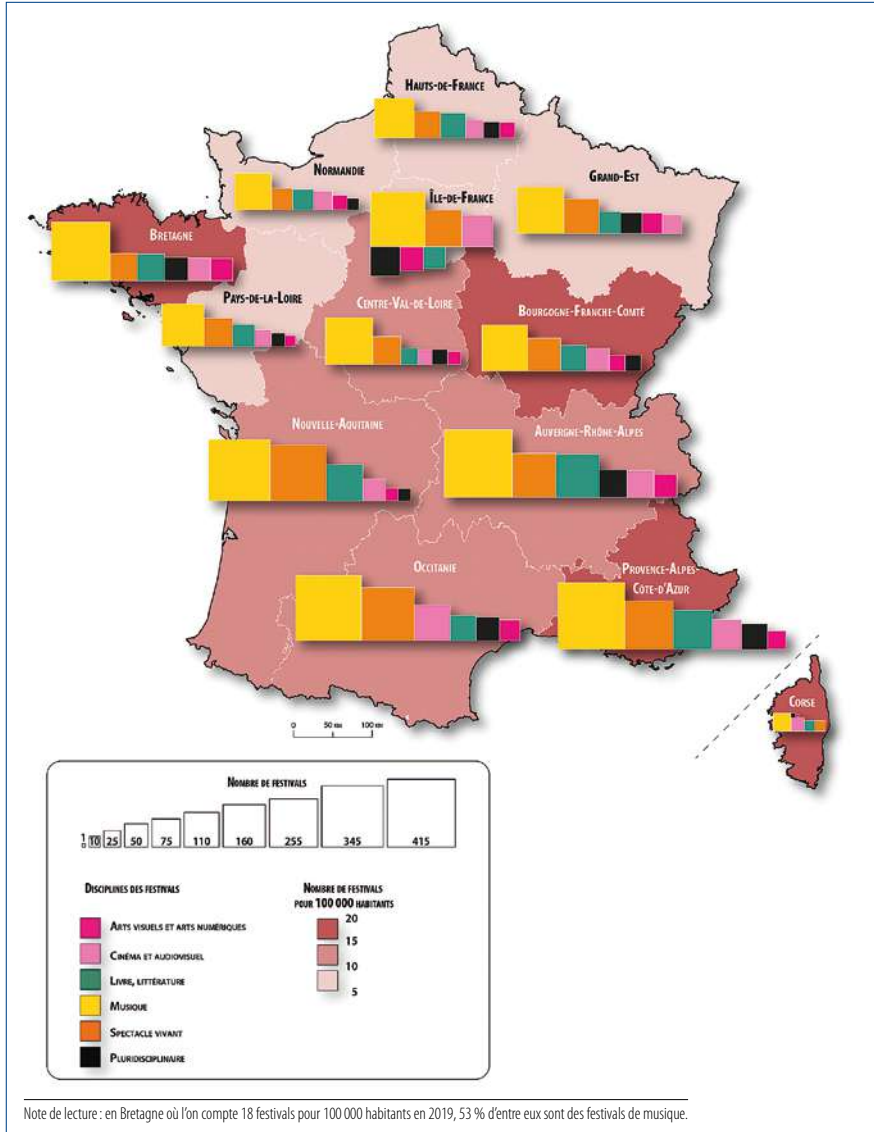 Hauts-de-France
Normandie
Grand-Est
Île-de-France
Bretagne
Pays-de-la-Loire
Centre-Val-de-Loire
Bourgogne-Franche-Comté
Nouvelle-Aquitaine
Auvergne-Rhône-Alpes
Occitanie
Provence-Alpes-
Côte-d'Azur
Corse
0 50 km 100 km
Nombre de festivals
1 10 25 50 75 110 160 255 345 415
0
Disciplines des festivals
Arts visuels et arts numériques
Cinéma et audiovisuel
Livre, littérature
Musique
Spectacle vivant
Pluridisciplinaire
Nombre de festivals
pour 100 000 habitants
20
15
10
5
Note de lecture : en Bretagne où l'on compte 18 festivals pour 100 000 habitants en 2019, 53 % d'entre eux sont des festivals de musique.